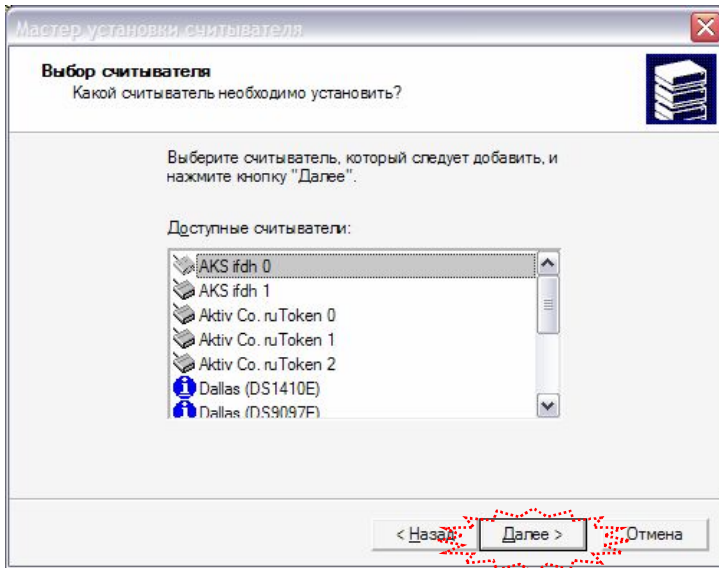 Мастер установки считывателя
Выбор считывателя
Какой считыватель необходимо установить?
Выберите считыватель, который следует добавить, и
нажмите кнопку "Далее".
Доступные считыватели:
AKS ifdh 0
AKS ifdh 1
Aktiv Co. ruToken 0
Aktiv Co. ruToken 1
Aktiv Co. ruToken 2
Dallas (DS1410E)
Dallas (DS9097E)
< Назад Далее > Отмена